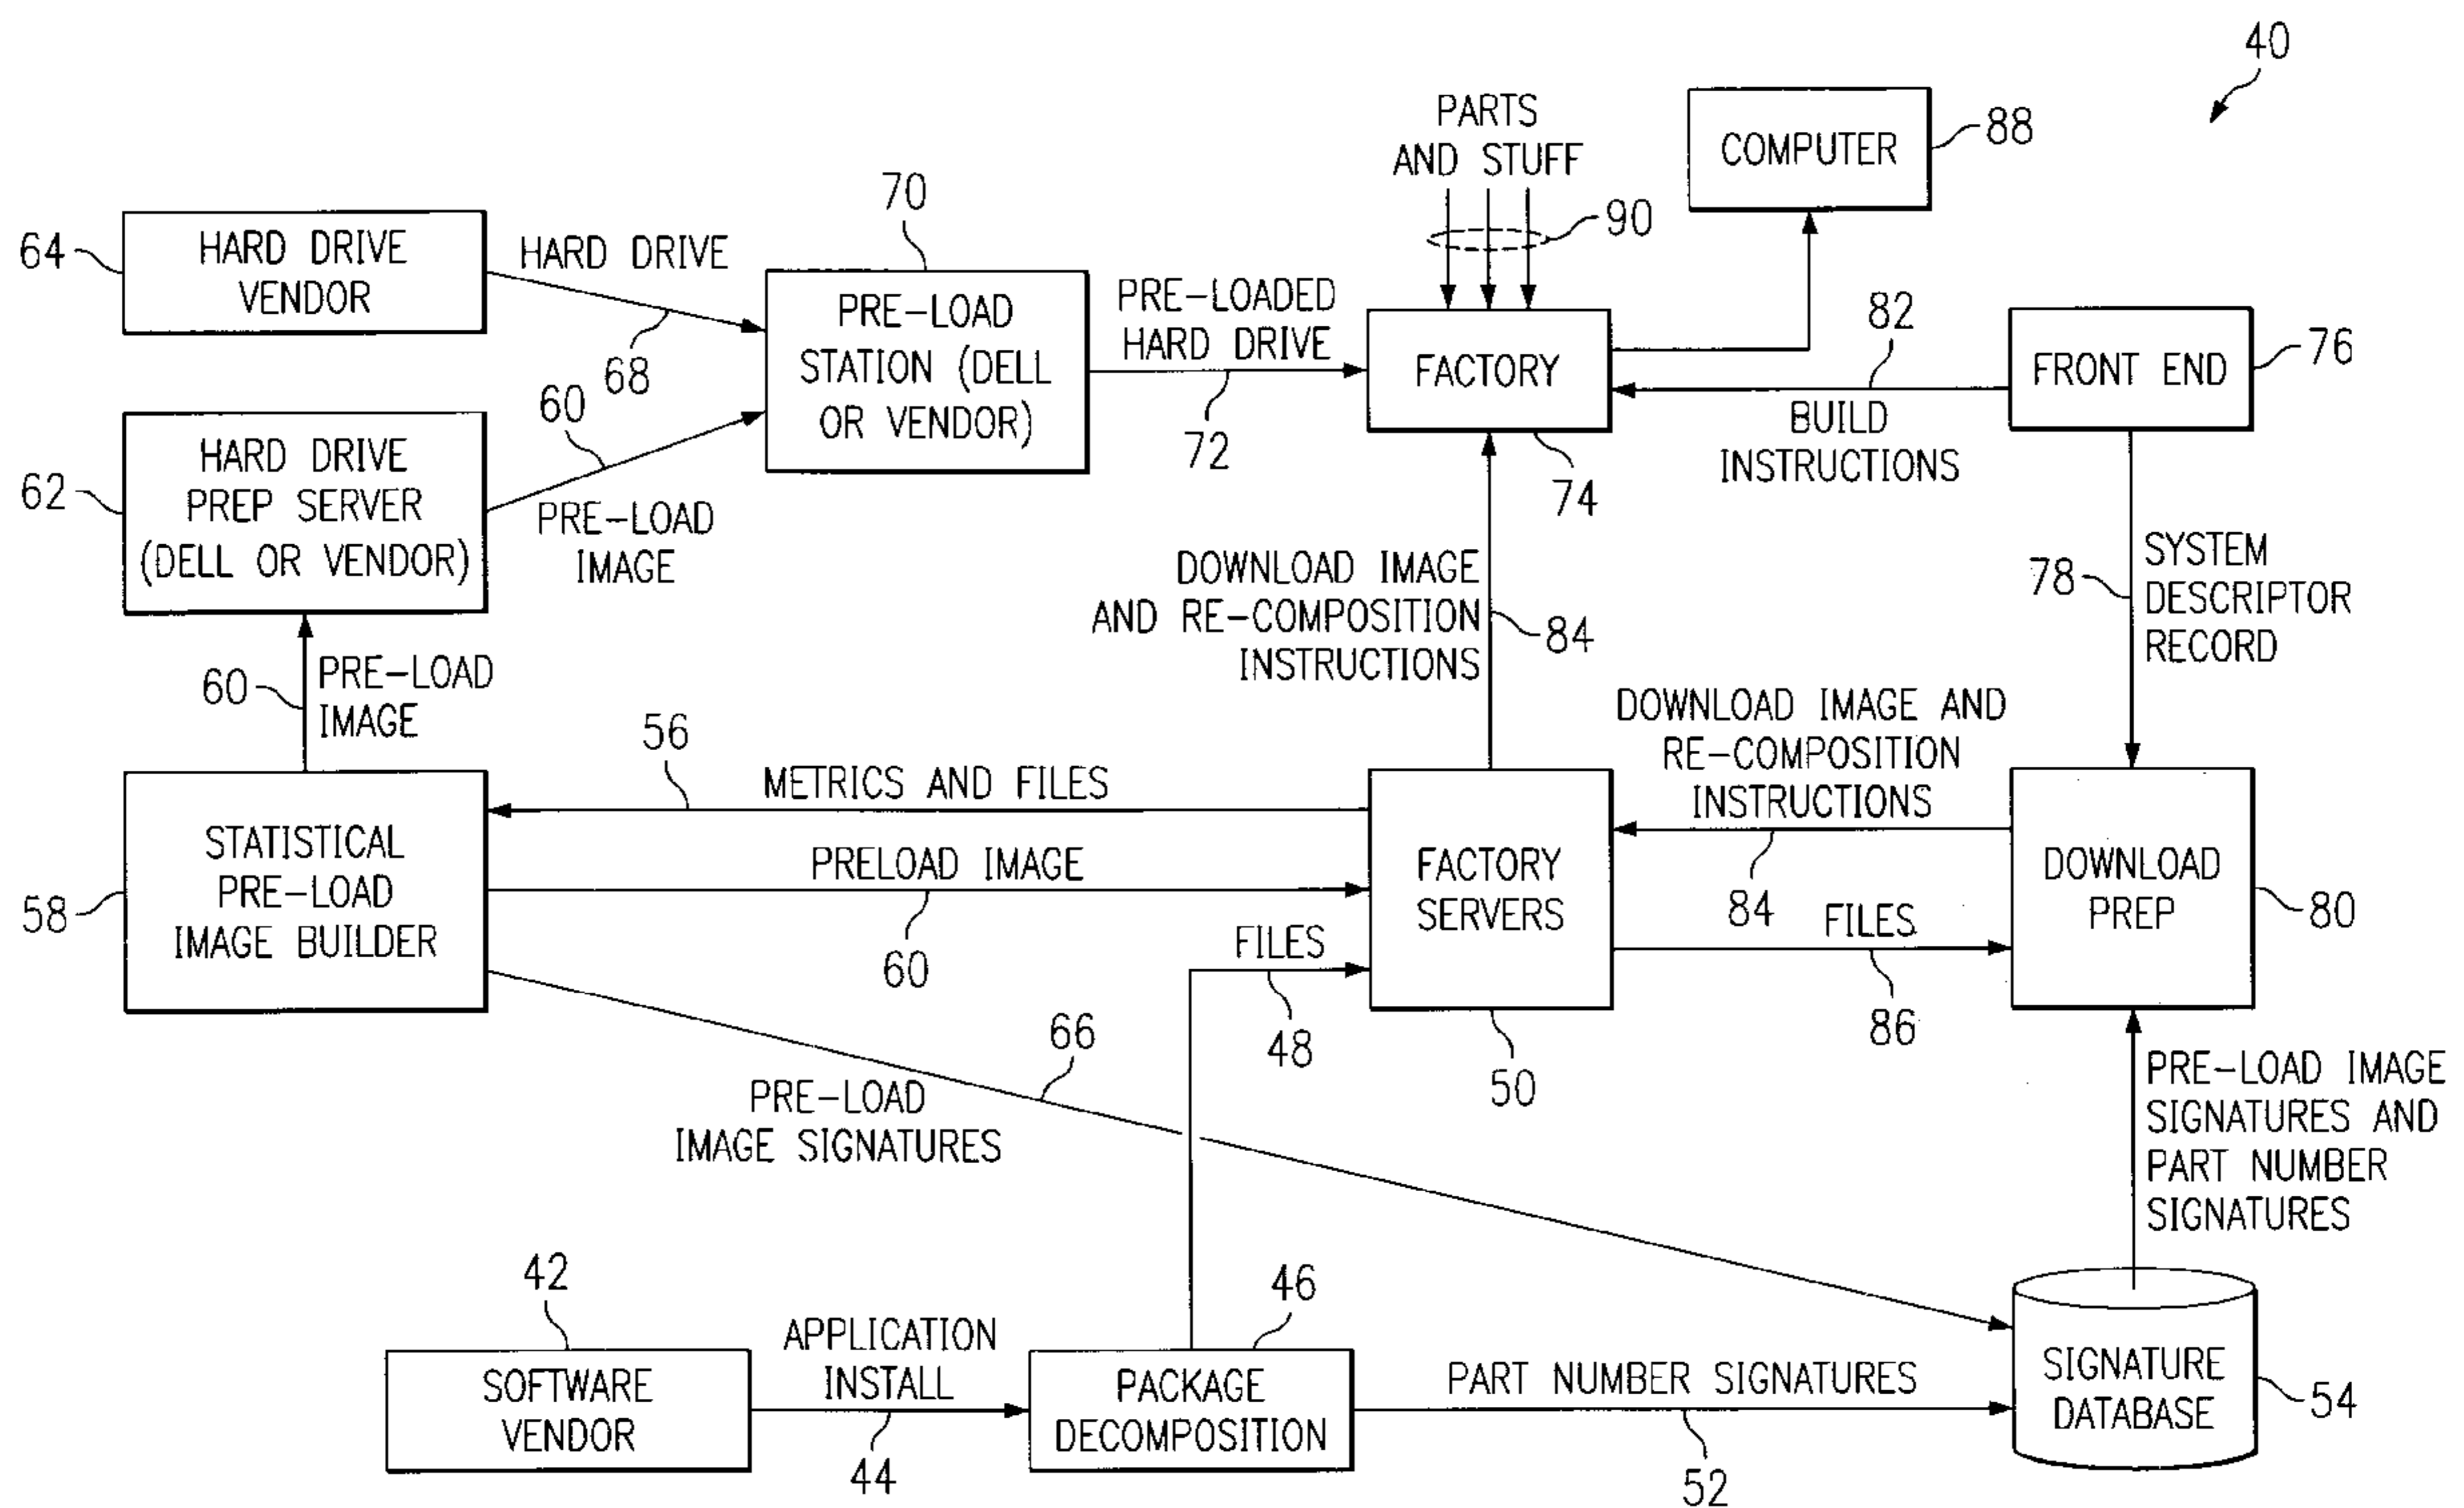 40
PARTS
AND STUFF
90
COMPUTER
88
64
HARD DRIVE
VENDOR
HARD DRIVE
68
70
PRE-LOAD
STATION (DELL
OR VENDOR)
PRE-LOADED
HARD DRIVE
72
FACTORY
74
82
BUILD
INSTRUCTIONS
FRONT END
76
62
HARD DRIVE
PREP SERVER
(DELL OR VENDOR)
60
PRE-LOAD
IMAGE
DOWNLOAD IMAGE
AND RE-COMPOSITION
INSTRUCTIONS
84
78
SYSTEM
DESCRIPTOR
RECORD
60
PRE-LOAD
IMAGE
56
METRICS AND FILES
DOWNLOAD IMAGE AND
RE-COMPOSITION
INSTRUCTIONS
84
58
STATISTICAL
PRE-LOAD
IMAGE BUILDER
PRELOAD IMAGE
60
FILES
48
FACTORY
SERVERS
50
FILES
86
DOWNLOAD
PREP
80
66
PRE-LOAD
IMAGE SIGNATURES
PRE-LOAD IMAGE
SIGNATURES AND
PART NUMBER
SIGNATURES
42
SOFTWARE
VENDOR
APPLICATION
INSTALL
44
46
PACKAGE
DECOMPOSITION
PART NUMBER SIGNATURES
52
SIGNATURE
DATABASE
54